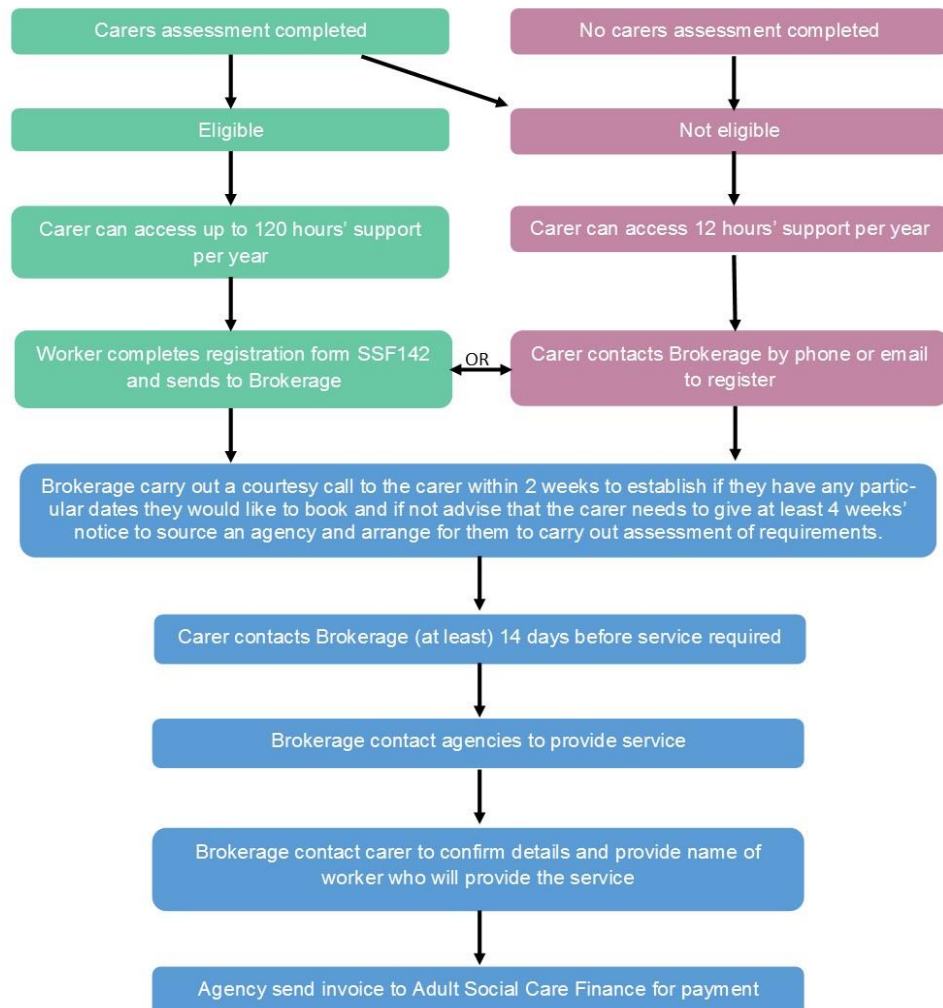 Carers assessment completed
No carers assessment completed
Eligible
Not eligible
Carer can access up to 120 hours’ support
per year
Carer can access 12 hours’ support per year
Worker completes registration form SSF142
and sends to Brokerage
OR
Carer contacts Brokerage by phone or email
to register
Brokerage carry out a courtesy call to the carer within 2 weeks to establish if they have any partic-
ular dates they would like to book and if not advise that the carer needs to give at least 4 weeks’
notice to source an agency and arrange for them to carry out assessment of requirements.
Carer contacts Brokerage (at least) 14 days before service required
Brokerage contact agencies to provide service
Brokerage contact carer to confirm details and provide name of
worker who will provide the service
Agency send invoice to Adult Social Care Finance for payment